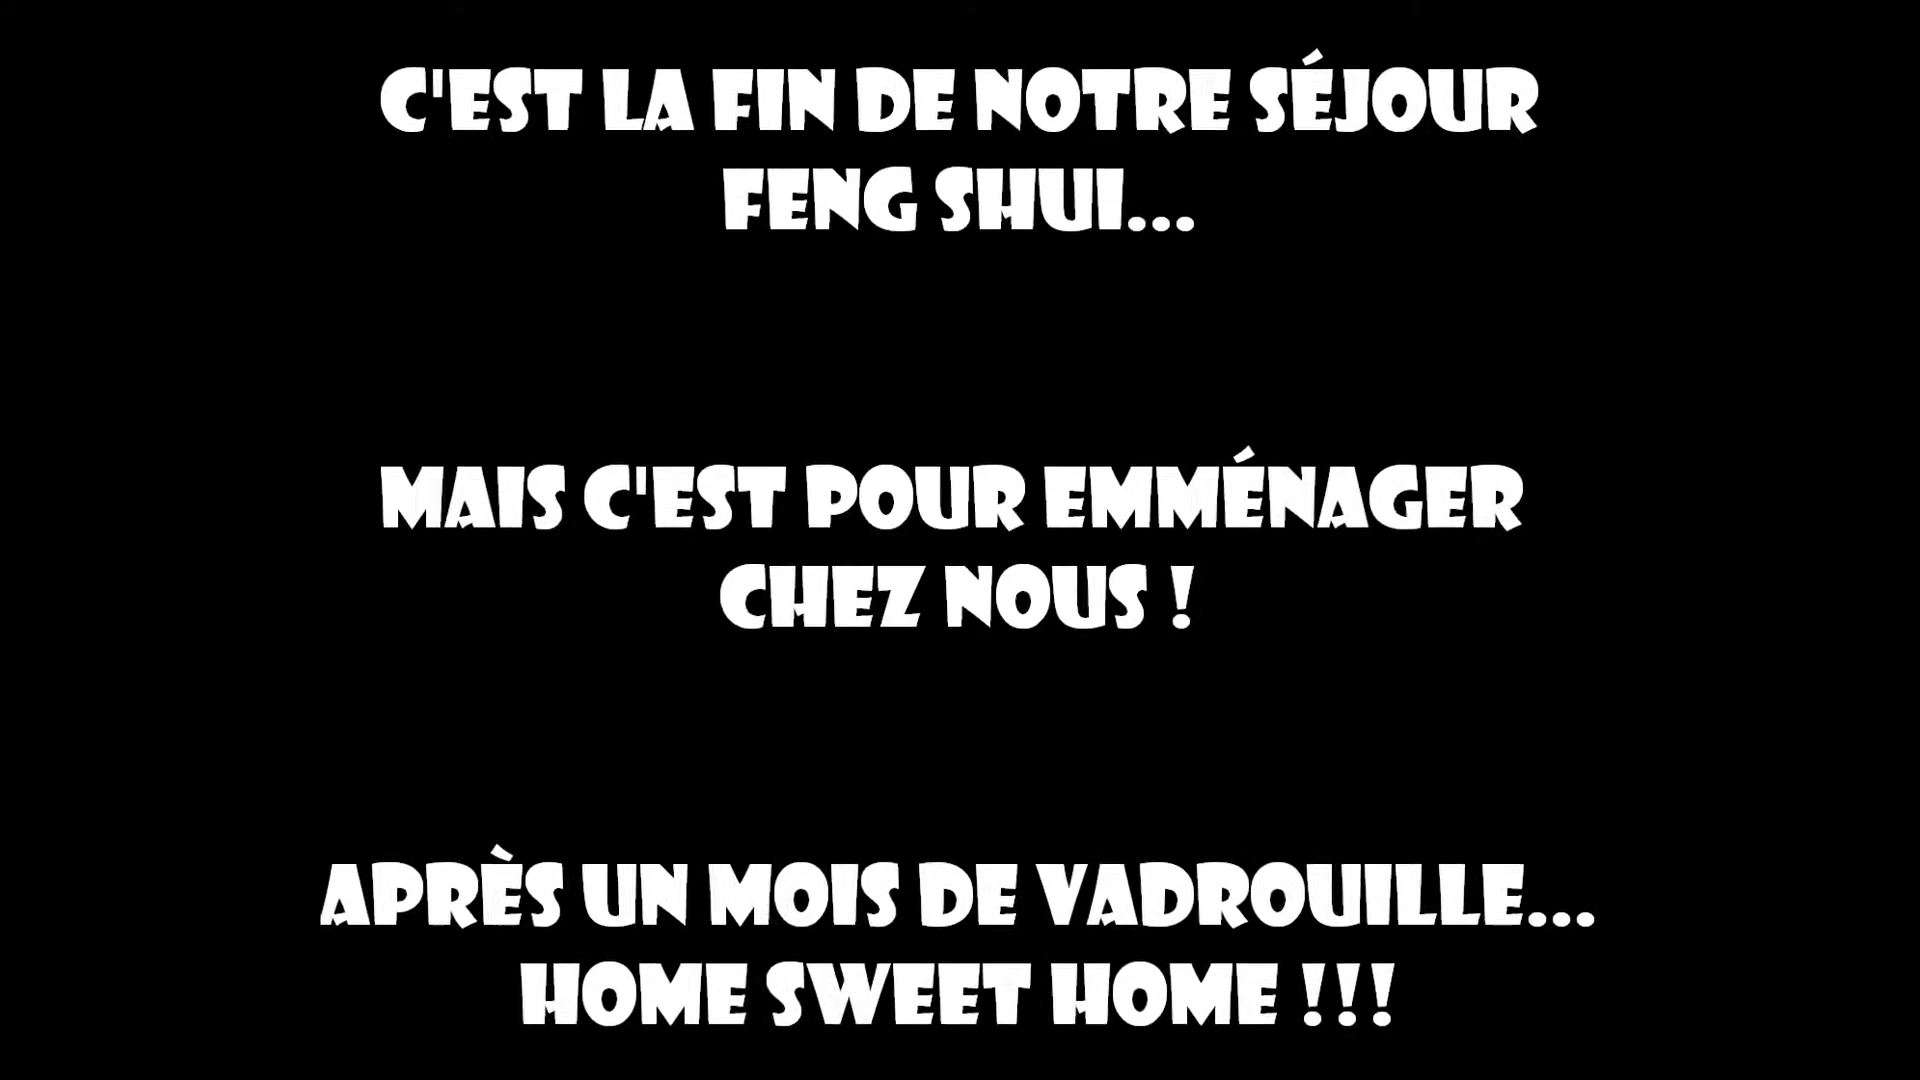 C'EST LA FIN DE NOTRE SÉJOUR
FENG SHUI...
MAIS C'EST POUR EMMÉNAGER
CHEZ NOUS !
APRÈS UN MOIS DE VADROUILLE...
HOME SWEET HOME !!!